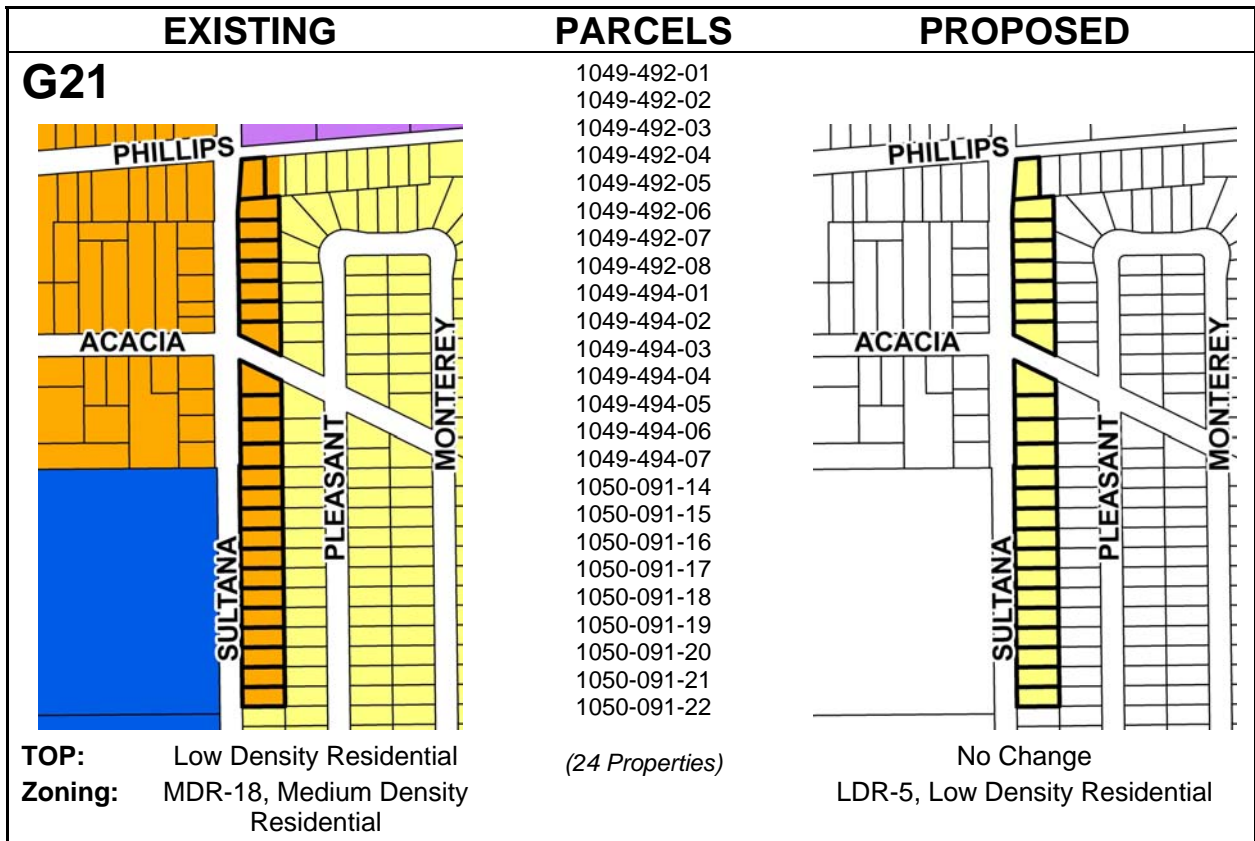 EXISTING PARCELS PROPOSED
G21
PHILLIPS
ACACIA
MONTEREY
PLEASANT
SULTANA
1049-492-01
1049-492-02
1049-492-03
1049-492-04
1049-492-05
1049-492-06
1049-492-07
1049-492-08
1049-494-01
1049-494-02
1049-494-03
1049-494-04
1049-494-05
1049-494-06
1049-494-07
1050-091-14
1050-091-15
1050-091-16
1050-091-17
1050-091-18
1050-091-19
1050-091-20
1050-091-21
1050-091-22
(24 Properties)
PHILLIPS
ACACIA
MONTEREY
PLEASANT
SULTANA
TOP: Low Density Residential
No Change
Zoning: MDR-18, Medium Density
Residential
LDR-5, Low Density Residential